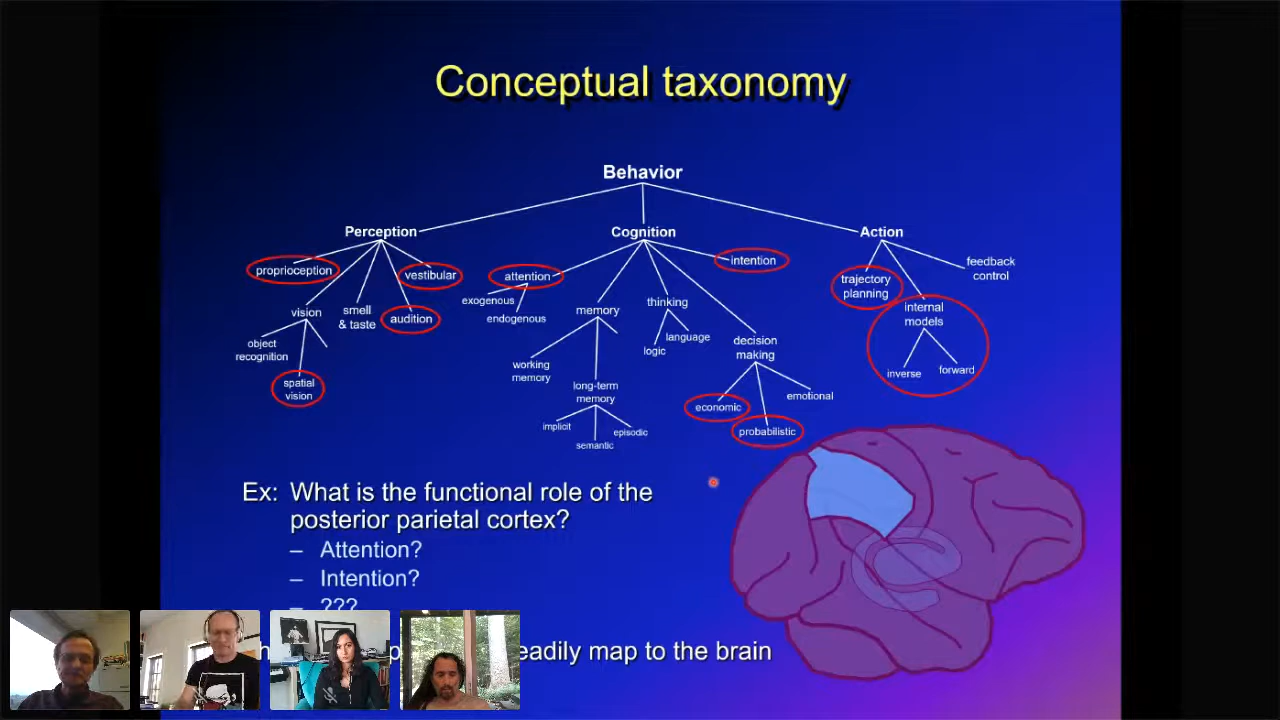 Conceptual taxonomy
Behavior
Perception
Cognition
Action
proprioception
vestibular
attention
intention
feedback
control
trajectory
planning
exogenous
endogenous
vision
smell
& taste
audition
memory
thinking
internal
models
object
recognition
logic
language
decision
making
working
memory
inverse
forward
spatial
vision
long-term
memory
economic
emotional
implicit
semantic
episodic
probabilistic
Ex: What is the functional role of the
posterior parietal cortex?
– Attention?
– Intention?
– ???
eadily map to the brain